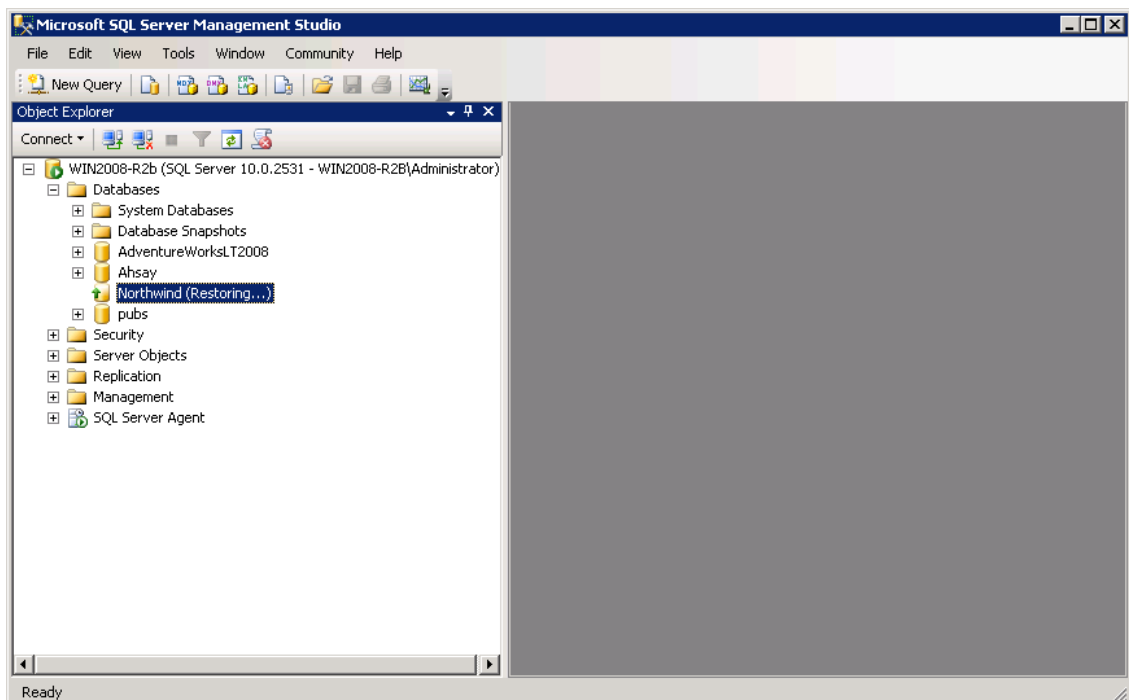 Microsoft SQL Server Management Studio
File Edit View Tools Window Community Help
New Query
Object Explorer
Connect
WIN2008-R2b (SQL Server 10.0.2531 - WIN2008-R2B\Administrator)
Databases
System Databases
Database Snapshots
AdventureWorksLT2008
Ahsay
Northwind (Restoring...)
pubs
Security
Server Objects
Replication
Management
SQL Server Agent
Ready